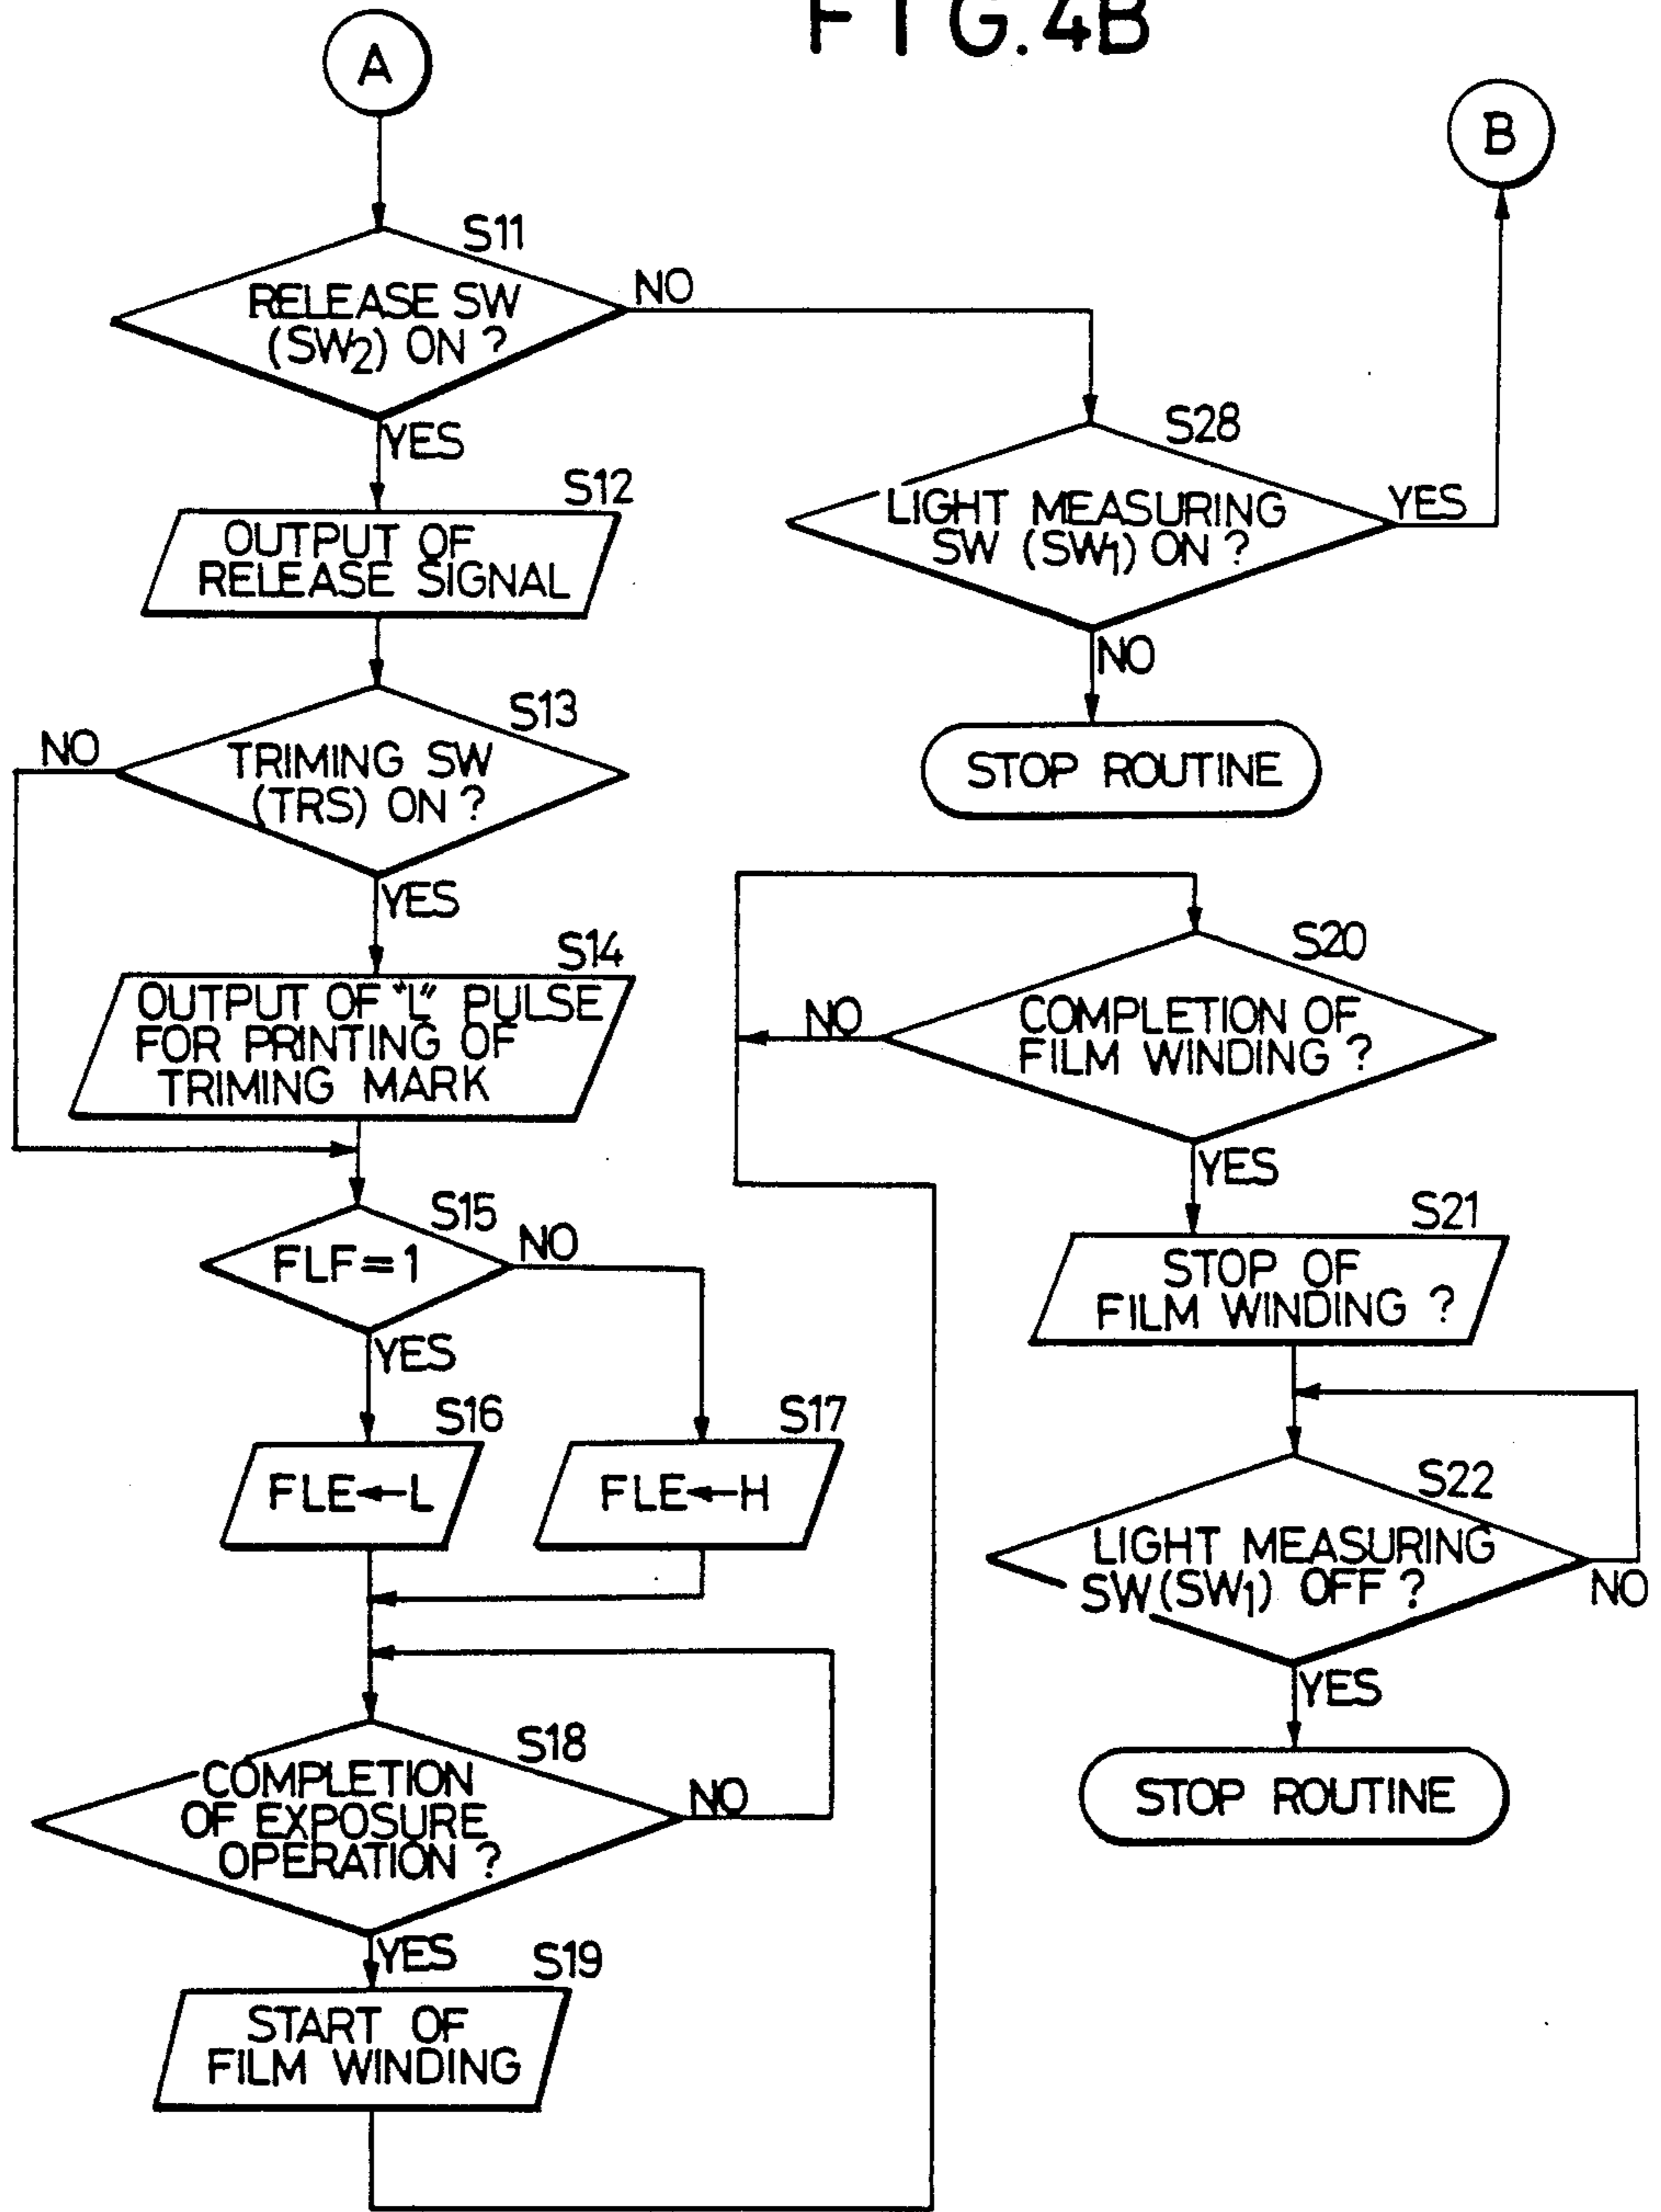 FIG.4B
A
B
S11
RELEASE SW
(SW2) ON ?
NO
YES
S28
LIGHT MEASURING
SW (SW1) ON ?
YES
NO
STOP ROUTINE
S12
OUTPUT OF
RELEASE SIGNAL
S13
NO
TRIMING SW
(TRS) ON ?
YES
S14
OUTPUT OF "L" PULSE
FOR PRINTING OF
TRIMING MARK
S15
FLF=1
NO
YES
S16
FLE←L
S17
FLE←H
S18
COMPLETION
OF EXPOSURE
OPERATION ?
NO
YES
S19
START OF
FILM WINDING
S20
NO
COMPLETION OF
FILM WINDING ?
YES
S21
STOP OF
FILM WINDING ?
S22
LIGHT MEASURING
SW(SW1) OFF ?
NO
YES
STOP ROUTINE